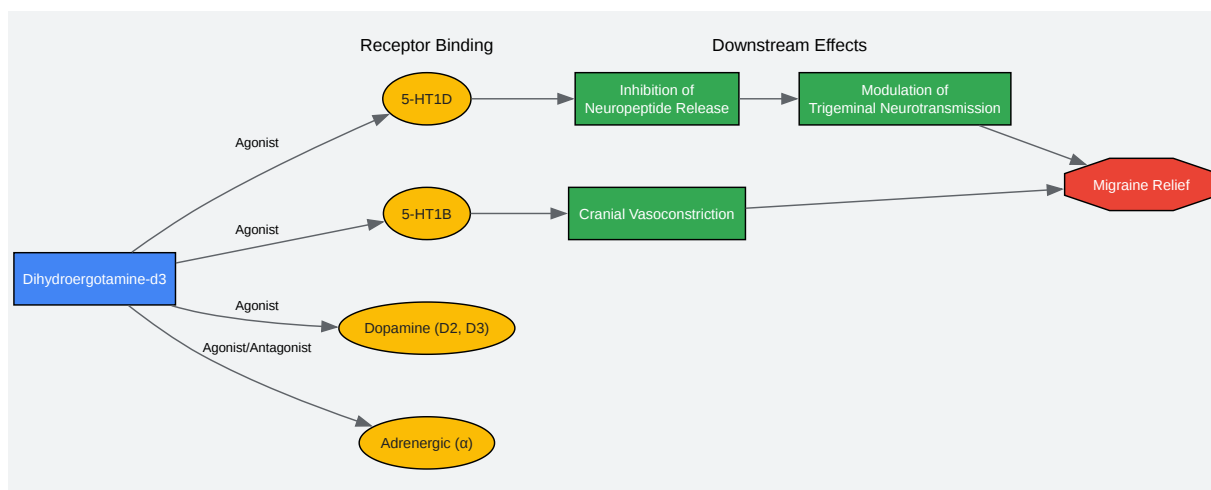 Receptor Binding
Downstream Effects
5-HT1D
Inhibition of
Neuropeptide Release
Modulation of
Trigeminal Neurotransmission
Agonist
Migraine Relief
5-HT1B
Cranial Vasoconstriction
Agonist
Dihydroergotamine-d3
Agonist
Dopamine (D2, D3)
Agonist/Antagonist
Adrenergic (α)